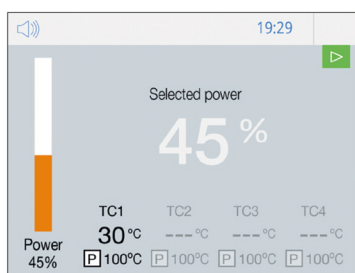 19:29
Selected power
45 %
TC1 TC2 TC3 TC4
30 °C ---°C ---°C ---°C
P 100°C P 100°C P 100°C P 100°C
Power
45%